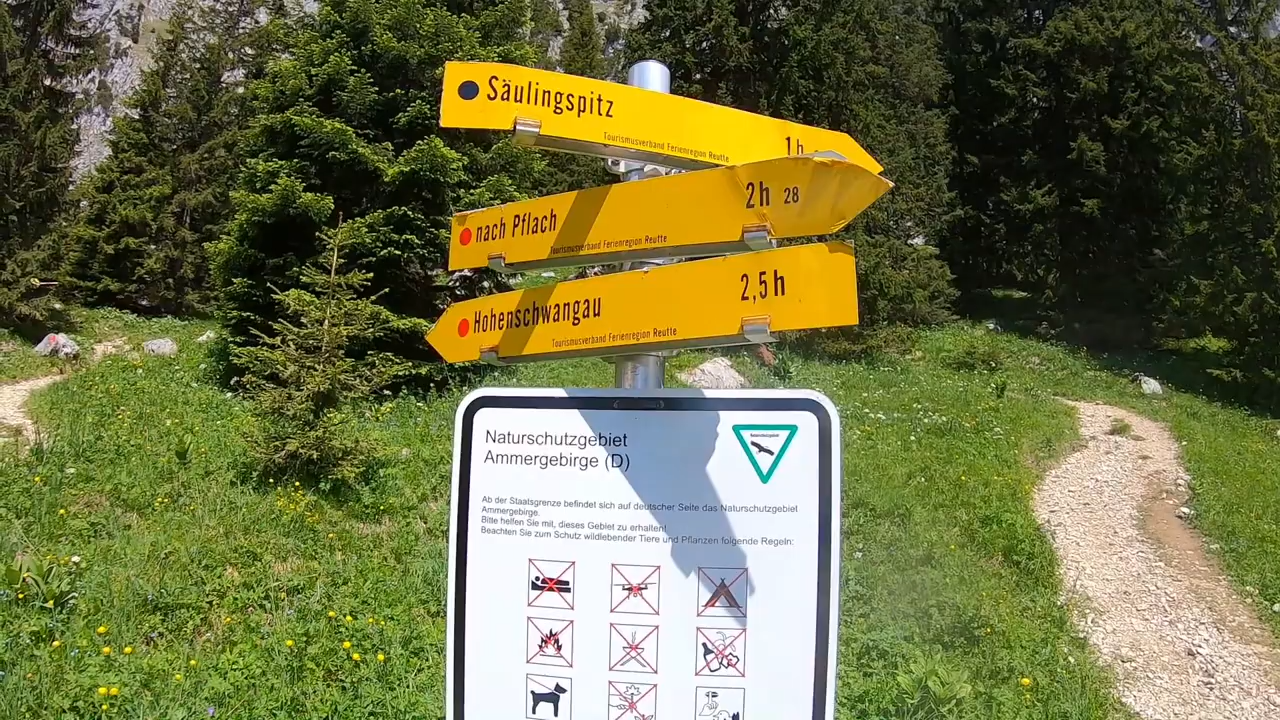 Säulingspitz
1h
Tourismusverband Ferienregion Reutte
nach Pflach
2h 28
Tourismusverband Ferienregion Reutte
Hohenschwangau
2,5h
Tourismusverband Ferienregion Reutte
Naturschutzgebiet
Ammergebirge (D)
Naturschutzgebiet
Ab der Staatsgrenze befindet sich auf deutscher Seite das Naturschutzgebiet
Ammergebirge.
Bitte helfen Sie mit, dieses Gebiet zu erhalten!
Beachten Sie zum Schutz wildlebender Tiere und Pflanzen folgende Regeln: